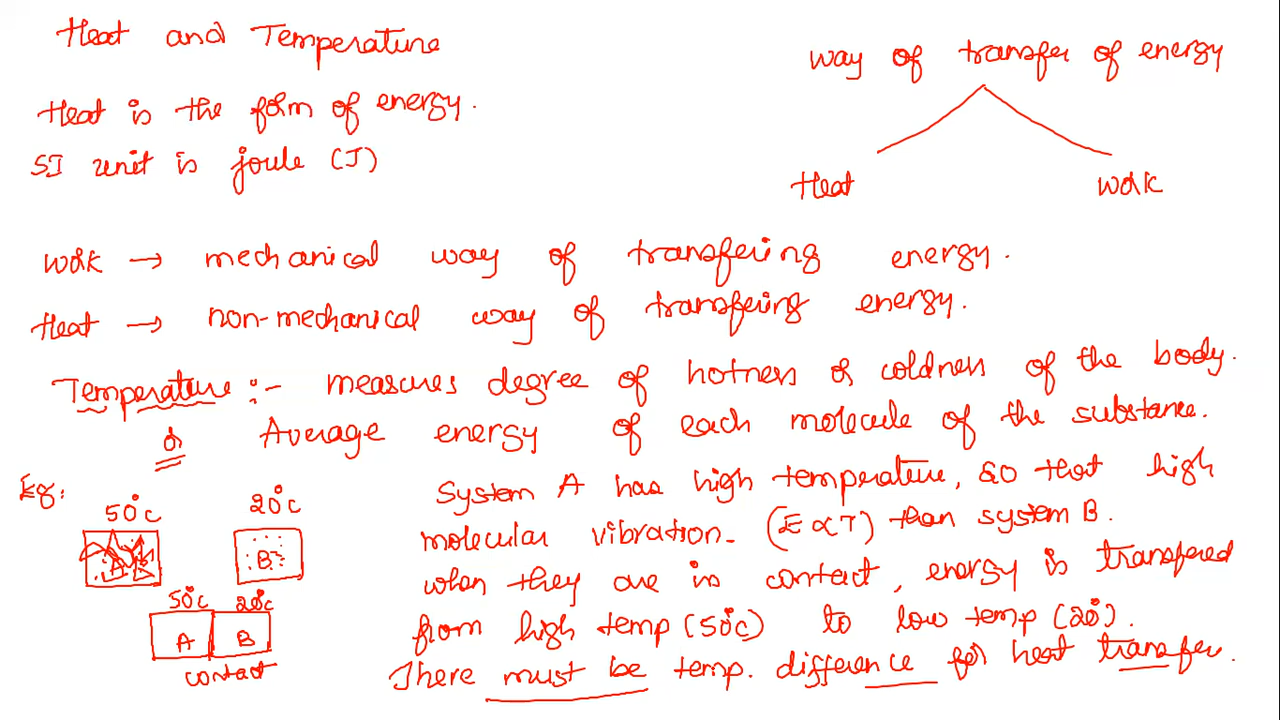 Heat and Temperature
way of transfer of energy
Heat is the form of energy.
SI unit is joule (J)
Heat work
work → mechanical way of transfering energy.
Heat → non-mechanical way of transfering energy.
Temperature :- measures degree of hotness or coldness of the body.
or Average energy of each molecule of the substance.
Eg:
50°C 20°C
A B
50°C 20°C
A B
contact
System A has high temperature, so that high
molecular vibration. (E ∝ T) than system B.
when they are in contact, energy is transfered
from high temp (50°C) to low temp (20°).
There must be temp. difference for heat transfer.